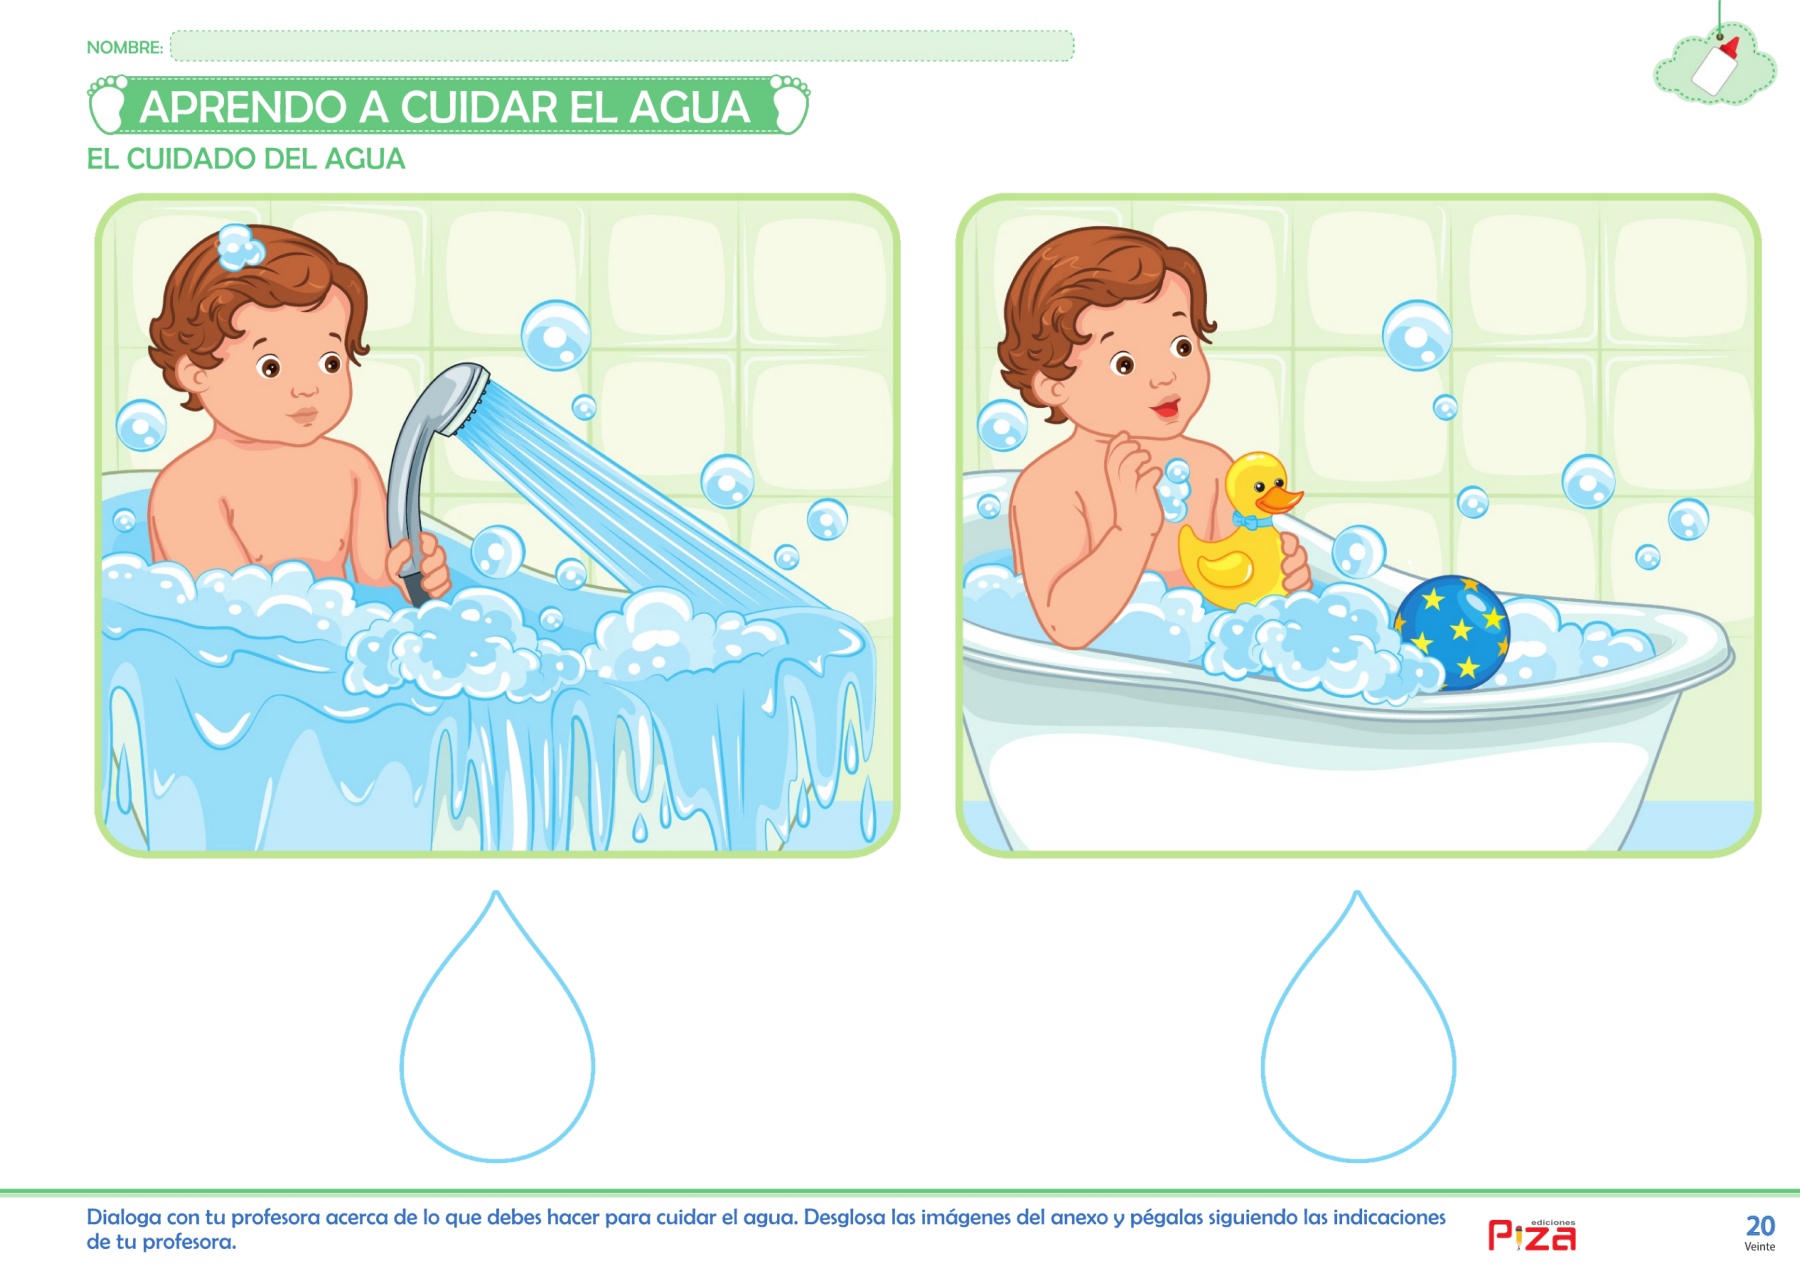 NOMBRE:
APRENDO A CUIDAR EL AGUA
EL CUIDADO DEL AGUA
Dialoga con tu profesora acerca de lo que debes hacer para cuidar el agua. Desglosa las imágenes del anexo y pégalas siguiendo las indicaciones
de tu profesora.
ediciones
Piza
20
Veinte